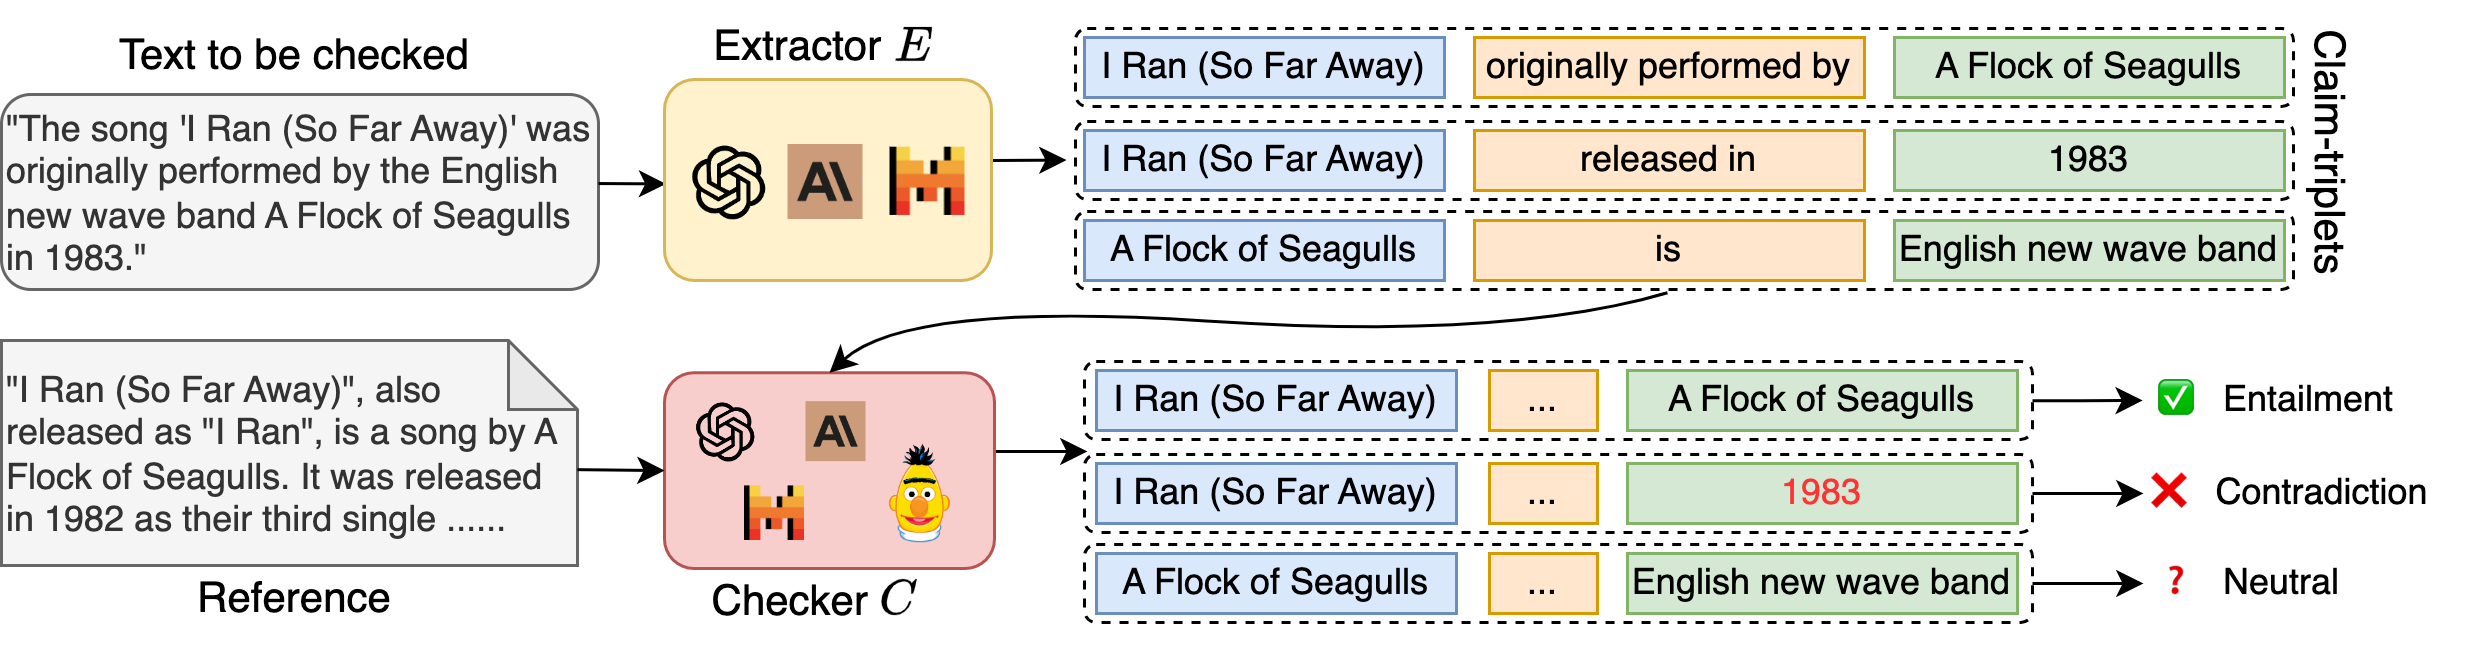 Text to be checked
"The song 'I Ran (So Far Away)' was
originally performed by the English
new wave band A Flock of Seagulls
in 1983."
Extractor E
I Ran (So Far Away) originally performed by A Flock of Seagulls
I Ran (So Far Away) released in 1983
A Flock of Seagulls is English new wave band
Claim-triplets
"I Ran (So Far Away)", also
released as "I Ran", is a song by A
Flock of Seagulls. It was released
in 1982 as their third single ......
Reference
Checker C
I Ran (So Far Away) ... A Flock of Seagulls Entailment
I Ran (So Far Away) ... 1983 Contradiction
A Flock of Seagulls ... English new wave band ? Neutral